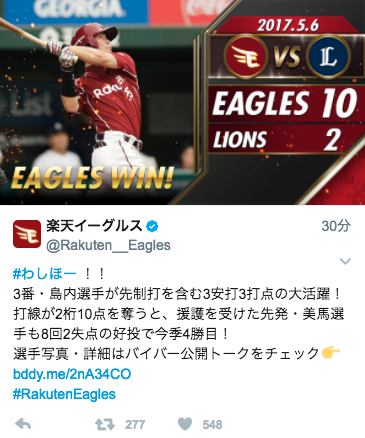 GEORGIA
Rakuten
2017.5.6
VS
L
EAGLES 10
LIONS 2
EAGLES WIN!
楽天イーグルス
30分
@Rakuten__Eagles
#わしほー ！！
3番・島内選手が先制打を含む3安打3打点の大活躍！
打線が2桁10点を奪うと、援護を受けた先発・美馬選
手も8回2失点の好投で今季4勝目！
選手写真・詳細はバイバー公開トークをチェック👉
bddy.me/2nA34CO
#RakutenEagles
277
548